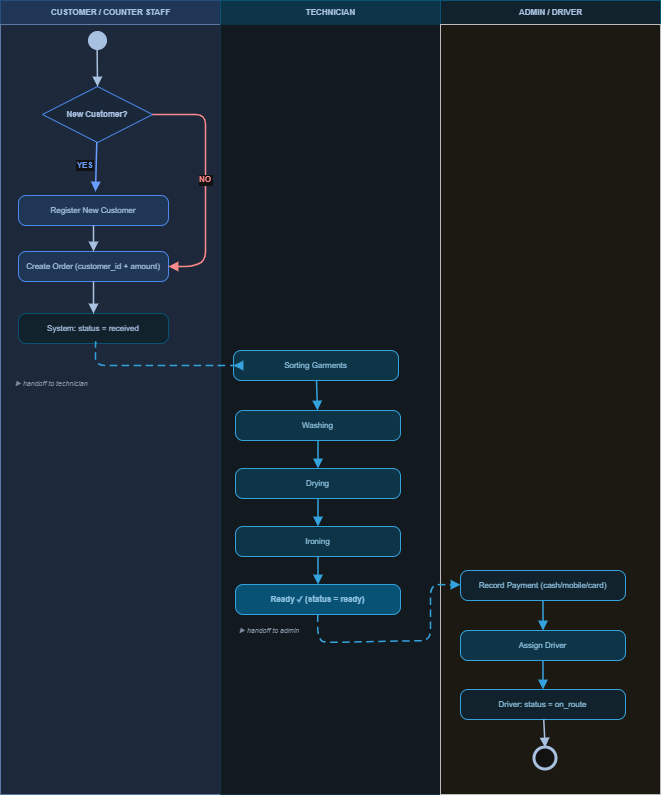 CUSTOMER / COUNTER STAFF
TECHNICIAN
ADMIN / DRIVER
New Customer?
YES
NO
Register New Customer
Create Order (customer_id + amount)
System: status = received
▶ handoff to technician
Sorting Garments
Washing
Drying
Ironing
Ready ✓ (status = ready)
▶ handoff to admin
Record Payment (cash/mobile/card)
Assign Driver
Driver: status = on_route